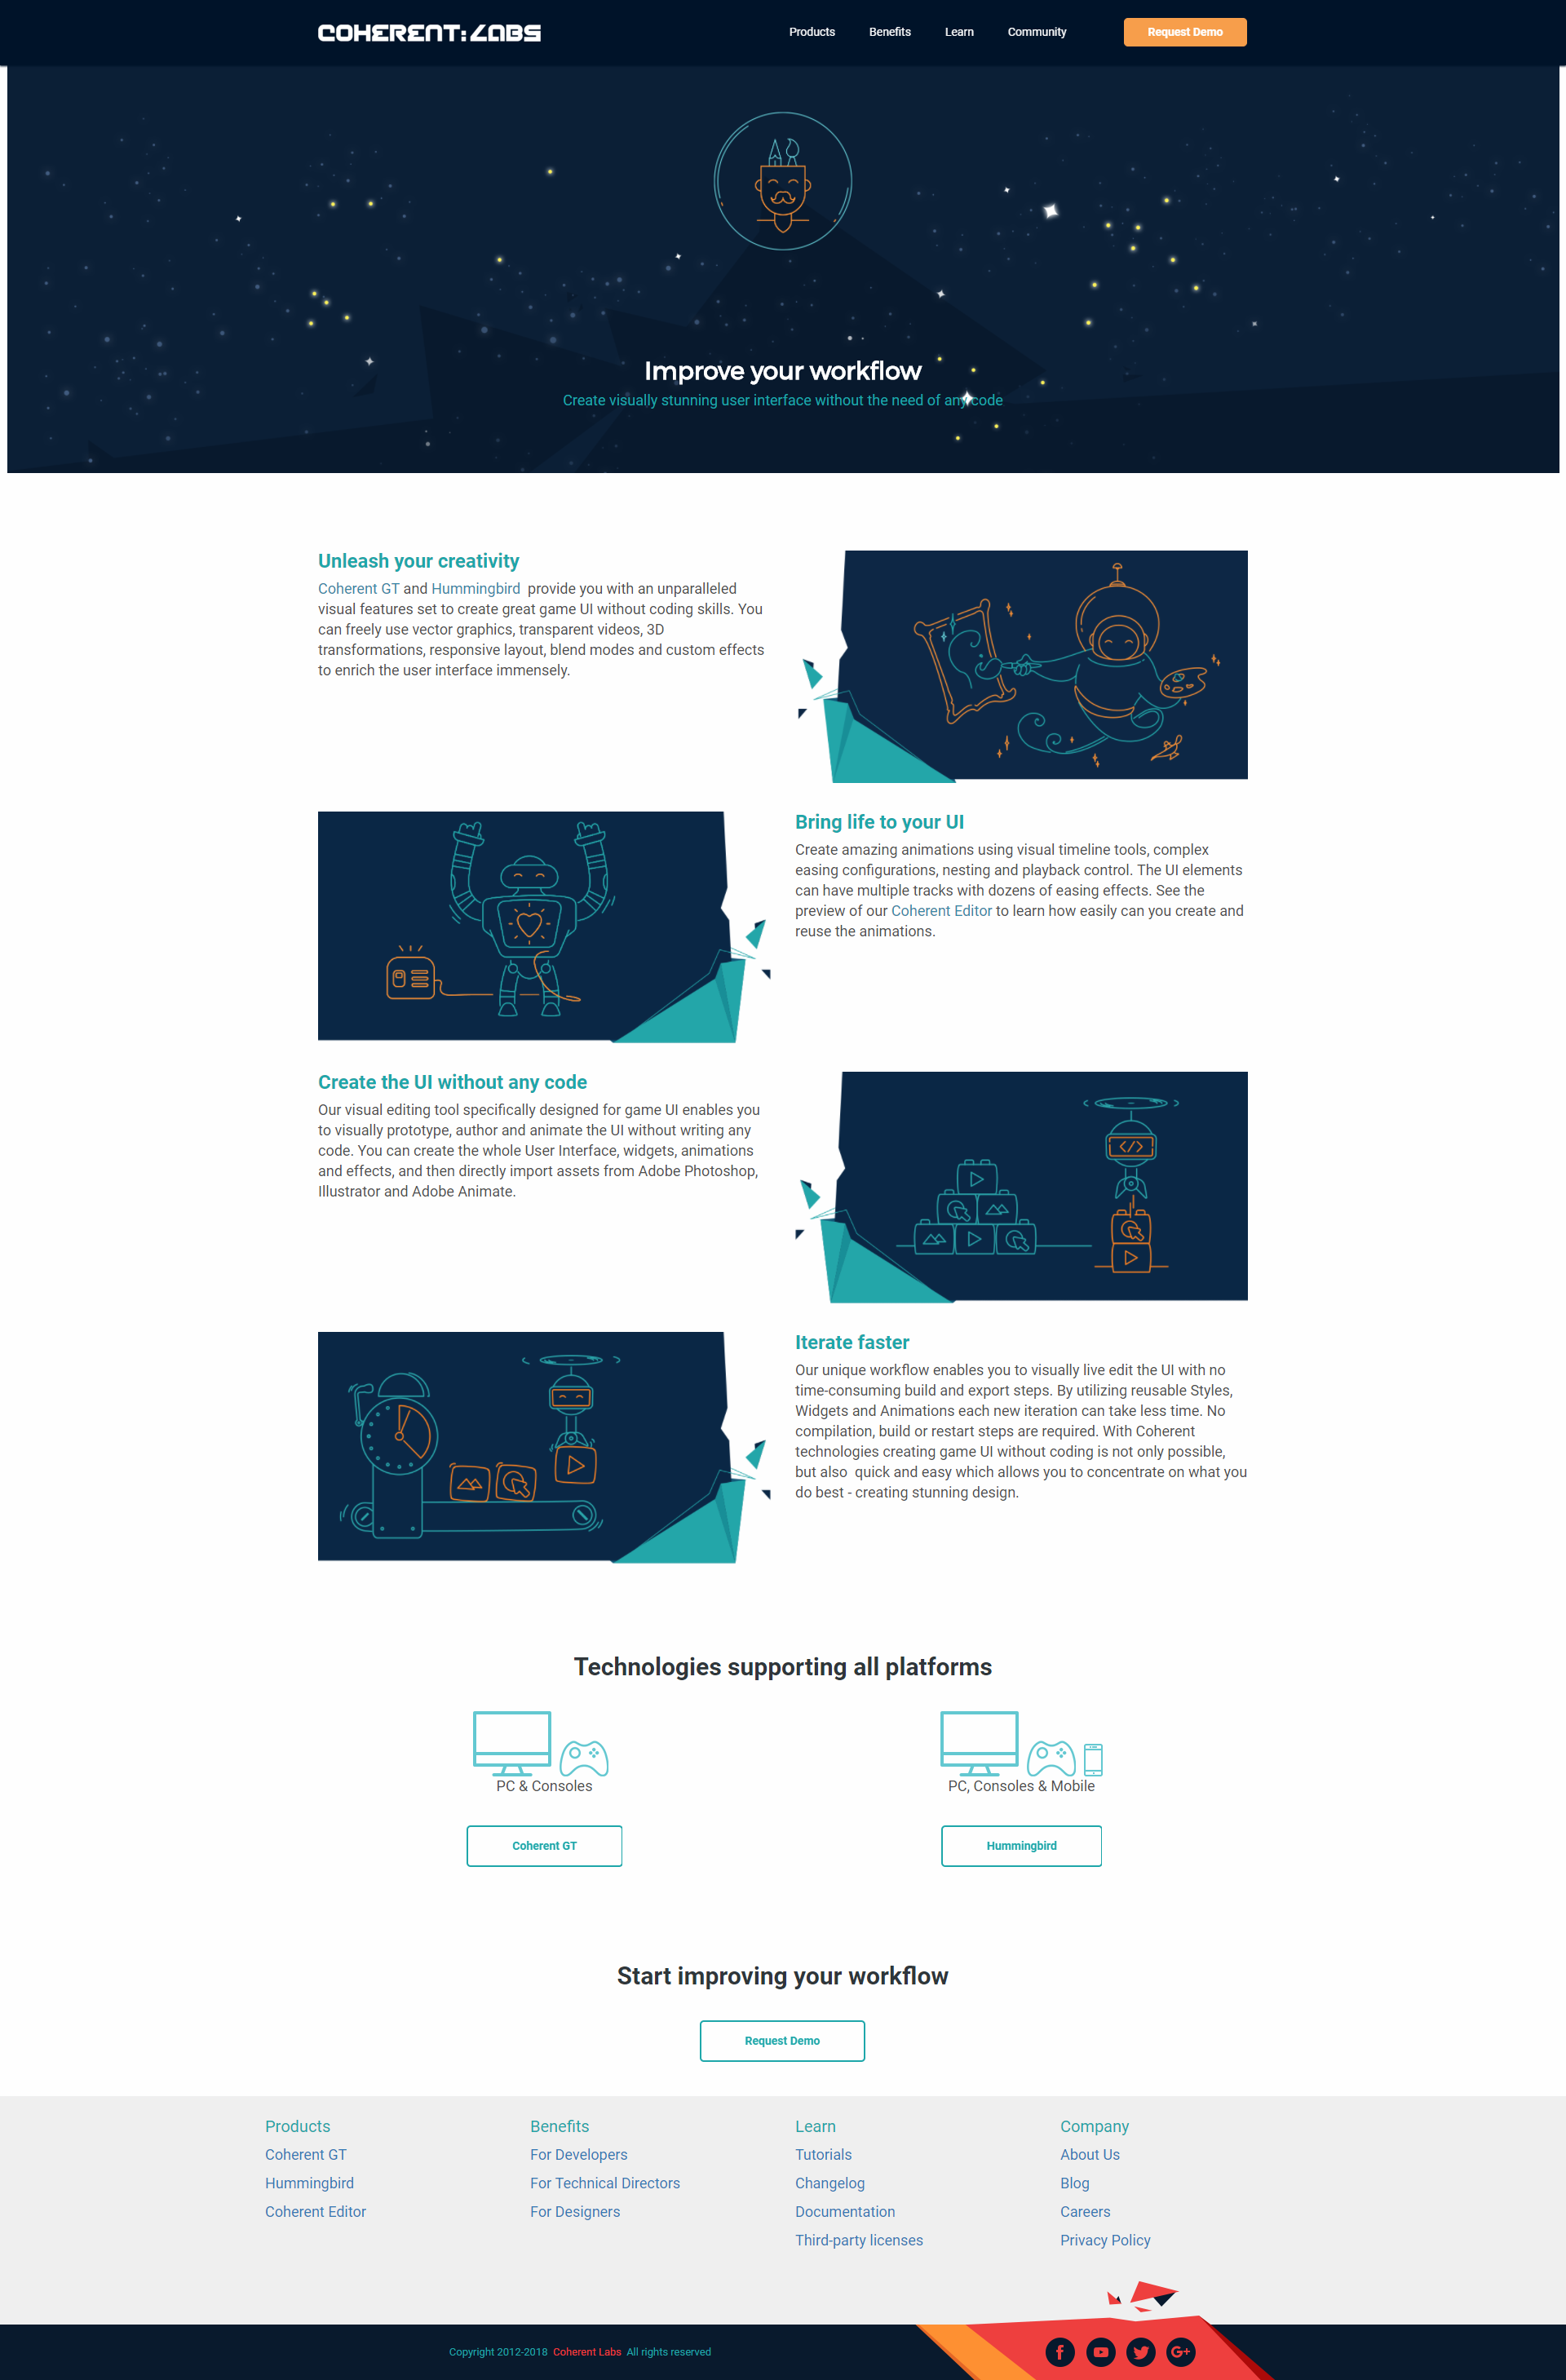 COHERENT:LABS
Products Benefits Learn Community Request Demo
Improve your workflow
Create visually stunning user interface without the need of any code
Unleash your creativity
Coherent GT and Hummingbird provide you with an unparalleled
visual features set to create great game UI without coding skills. You
can freely use vector graphics, transparent videos, 3D
transformations, responsive layout, blend modes and custom effects
to enrich the user interface immensely.
Bring life to your UI
Create amazing animations using visual timeline tools, complex
easing configurations, nesting and playback control. The UI elements
can have multiple tracks with dozens of easing effects. See the
preview of our Coherent Editor to learn how easily can you create and
reuse the animations.
Create the UI without any code
Our visual editing tool specifically designed for game UI enables you
to visually prototype, author and animate the UI without writing any
code. You can create the whole User Interface, widgets, animations
and effects, and then directly import assets from Adobe Photoshop,
Illustrator and Adobe Animate.
Iterate faster
Our unique workflow enables you to visually live edit the UI with no
time-consuming build and export steps. By utilizing reusable Styles,
Widgets and Animations each new iteration can take less time. No
compilation, build or restart steps are required. With Coherent
technologies creating game UI without coding is not only possible,
but also quick and easy which allows you to concentrate on what you
do best - creating stunning design.
Technologies supporting all platforms
PC & Consoles
Coherent GT
PC, Consoles & Mobile
Hummingbird
Start improving your workflow
Request Demo
Products
Coherent GT
Hummingbird
Coherent Editor
Benefits
For Developers
For Technical Directors
For Designers
Learn
Tutorials
Changelog
Documentation
Third-party licenses
Company
About Us
Blog
Careers
Privacy Policy
Copyright 2012-2018 Coherent Labs All rights reserved